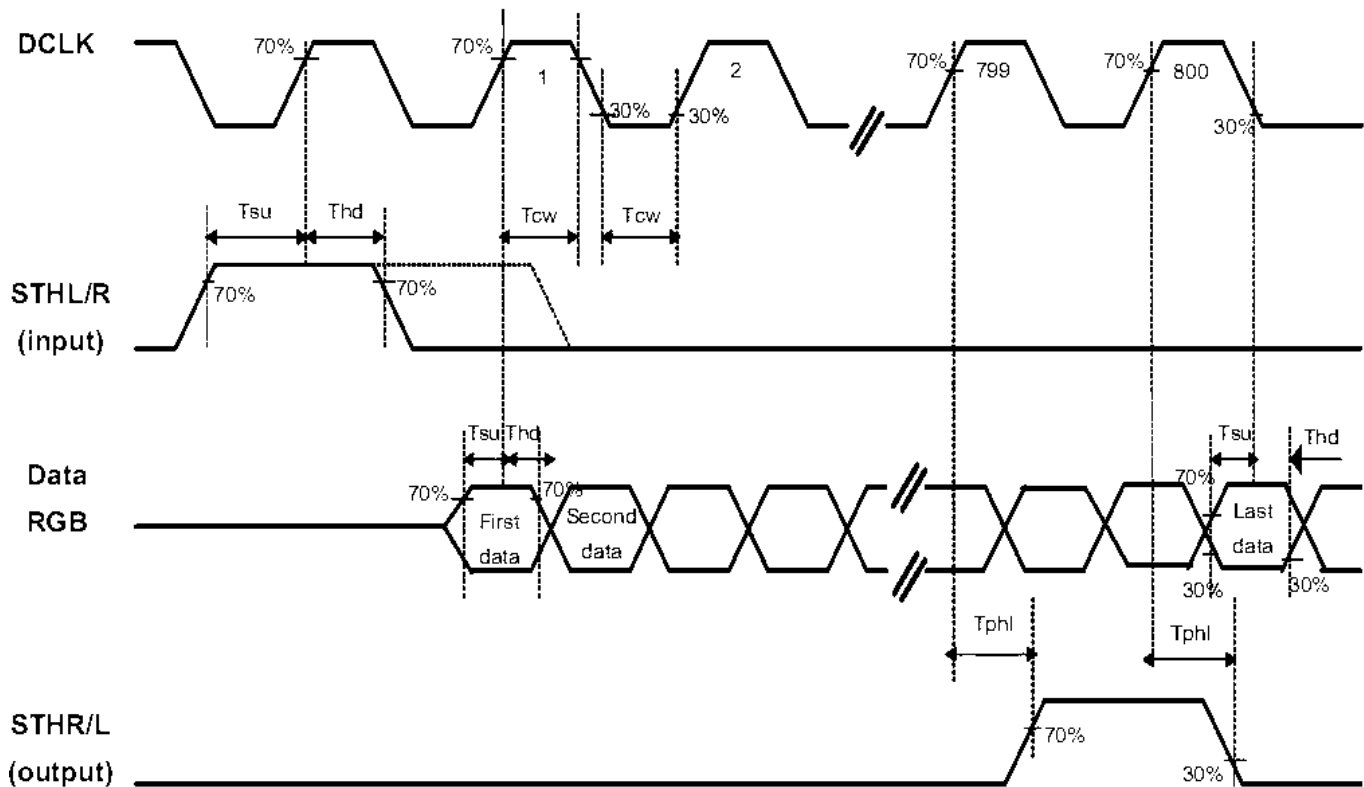 DCLK
70%
70%
1
30%
30%
2
70%
799
70%
800
30%
Tsu
Thd
Tcw
Tcw
STHL/R
(input)
70%
70%
Data
RGB
Tsu
Thd
70%
70%
First
data
Second
data
Tsu
Thd
70%
Last
data
30%
30%
Tphl
Tphl
STHR/L
(output)
70%
30%